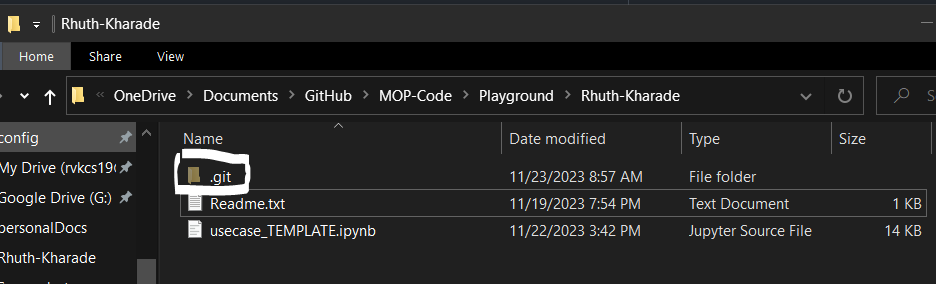 Rhuth-Kharade
Home Share View
« OneDrive > Documents > GitHub > MOP-Code > Playground > Rhuth-Kharade
config
My Drive (rvkcs19
Google Drive (G:)
personalDocs
Rhuth-Kharade
Name Date modified Type Size
.git 11/23/2023 8:57 AM File folder
Readme.txt 11/19/2023 7:54 PM Text Document 1 KB
usecase_TEMPLATE.ipynb 11/22/2023 3:42 PM Jupyter Source File 14 KB